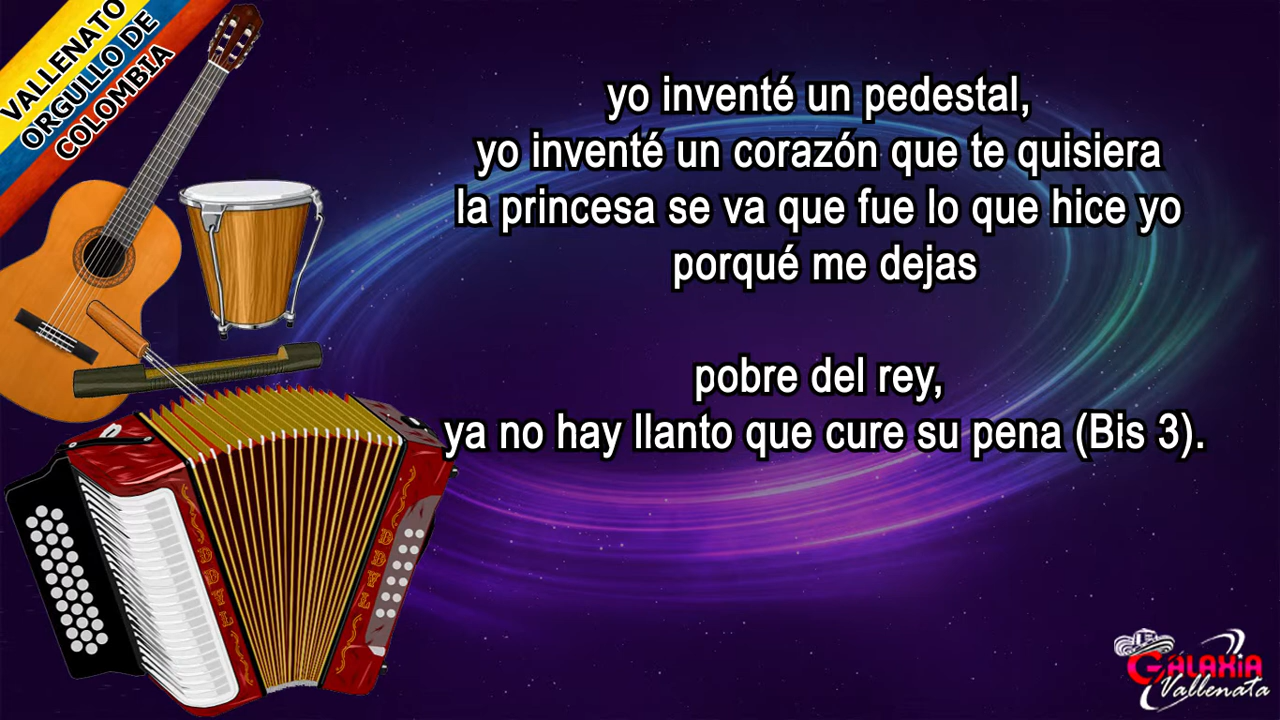 VALLENATO
ORGULLO DE
COLOMBIA
yo inventé un pedestal,
yo inventé un corazón que te quisiera
la princesa se va que fue lo que hice yo
porqué me dejas
pobre del rey,
ya no hay llanto que cure su pena (Bis 3).
GALAXiA
Vallenata